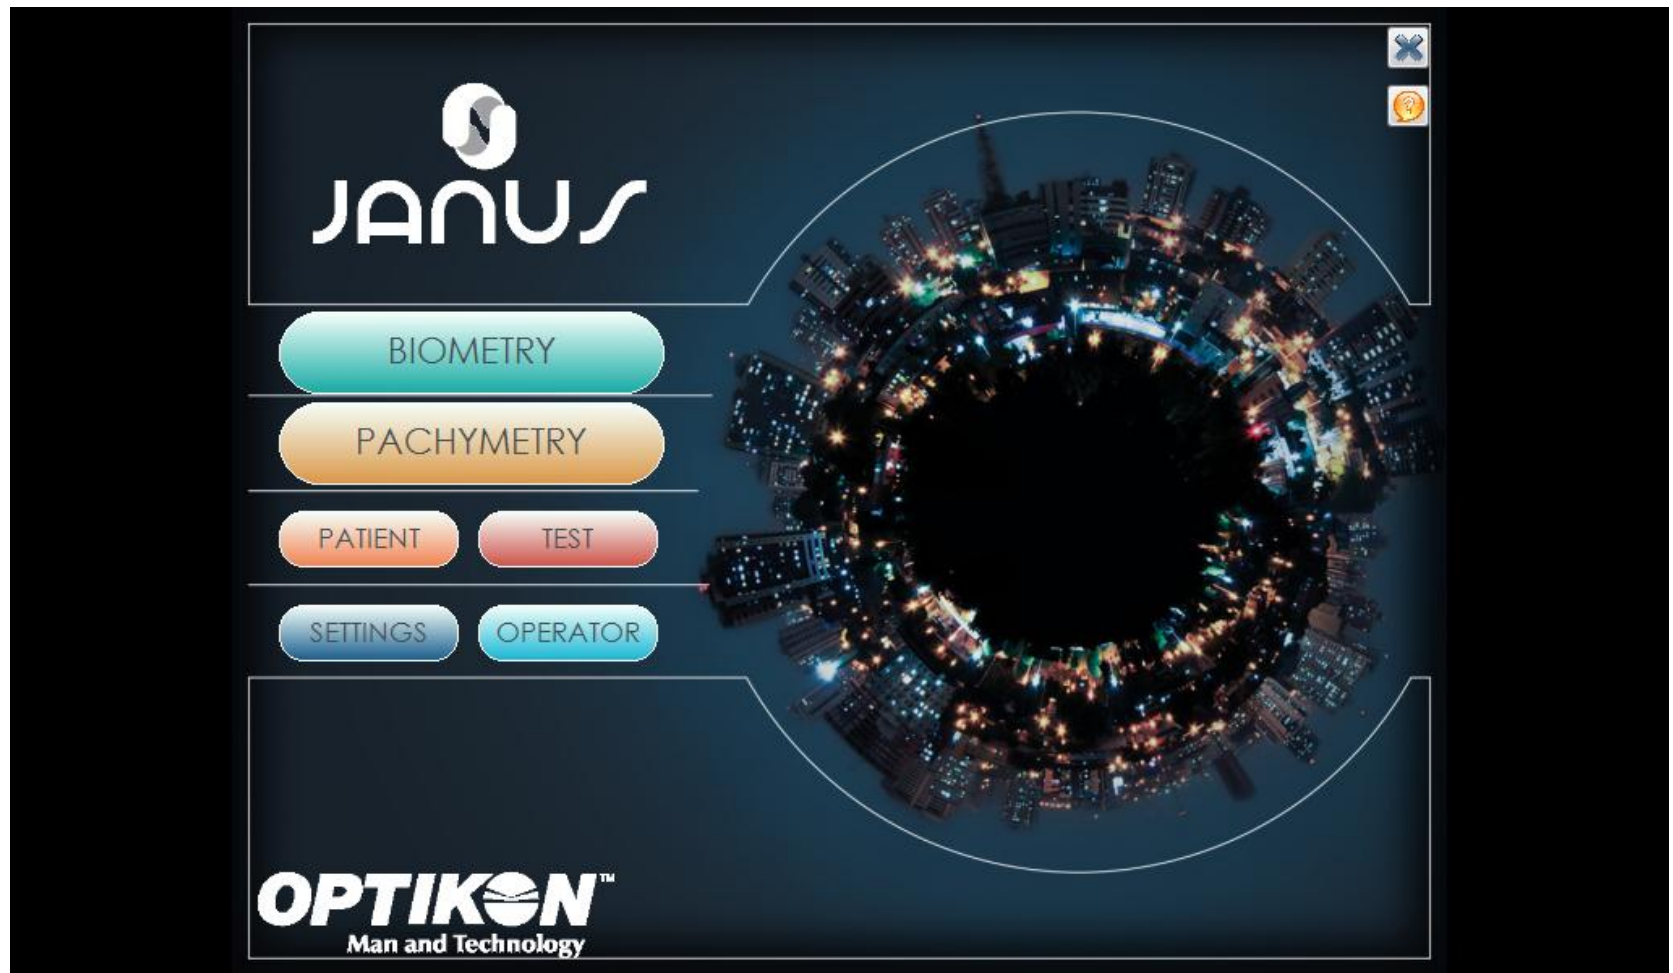 JANUS
BIOMETRY
PACHYMETRY
PATIENT
TEST
SETTINGS
OPERATOR
OPTIKON™
Man and Technology